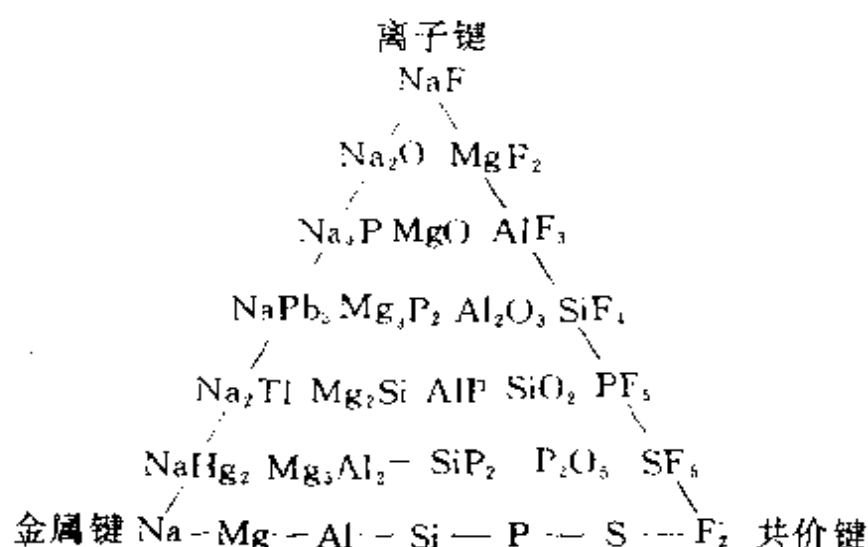 离子键
NaF
Na₂O MgF₂
Na₃P MgO AlF₃
NaPb₃ Mg₃P₂ Al₂O₃ SiF₄
Na₂Tl Mg₂Si AlP SiO₂ PF₅
NaHg₂ Mg₃Al₂ SiP₂ P₂O₅ SF₆
金属键 Na Mg Al Si P S F₂ 共价键